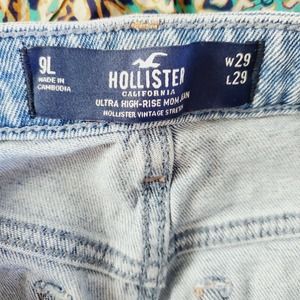 9L
MADE IN
CAMBODIA
HOLLISTER
CALIFORNIA
ULTRA HIGH-RISE MOM JEAN
HOLLISTER VINTAGE STRETCH
W29
L29